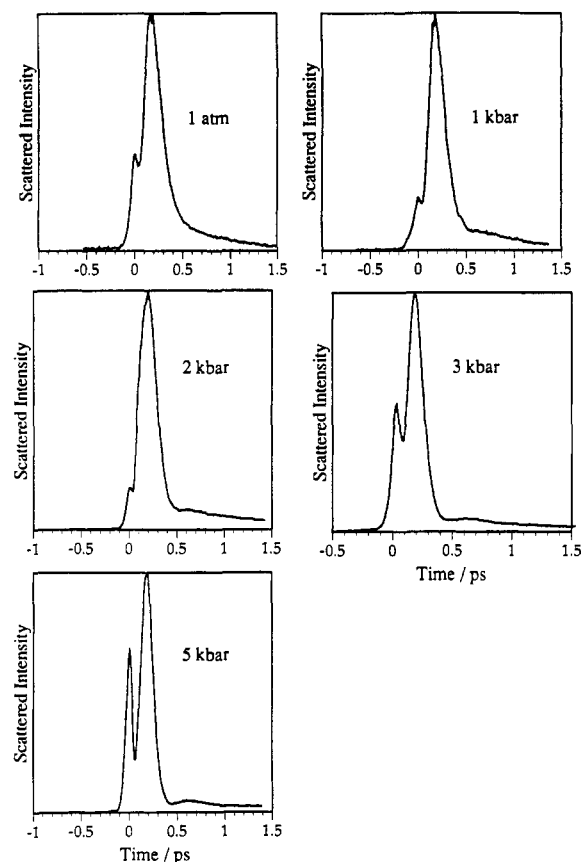 Scattered Intensity
1 atm
-1 -0.5 0 0.5 1 1.5
Scattered Intensity
1 kbar
-1 -0.5 0 0.5 1 1.5
Scattered Intensity
2 kbar
-1 -0.5 0 0.5 1 1.5
Scattered Intensity
3 kbar
-0.5 0 0.5 1 1.5
Time / ps
Scattered Intensity
5 kbar
-1 -0.5 0 0.5 1 1.5
Time / ps